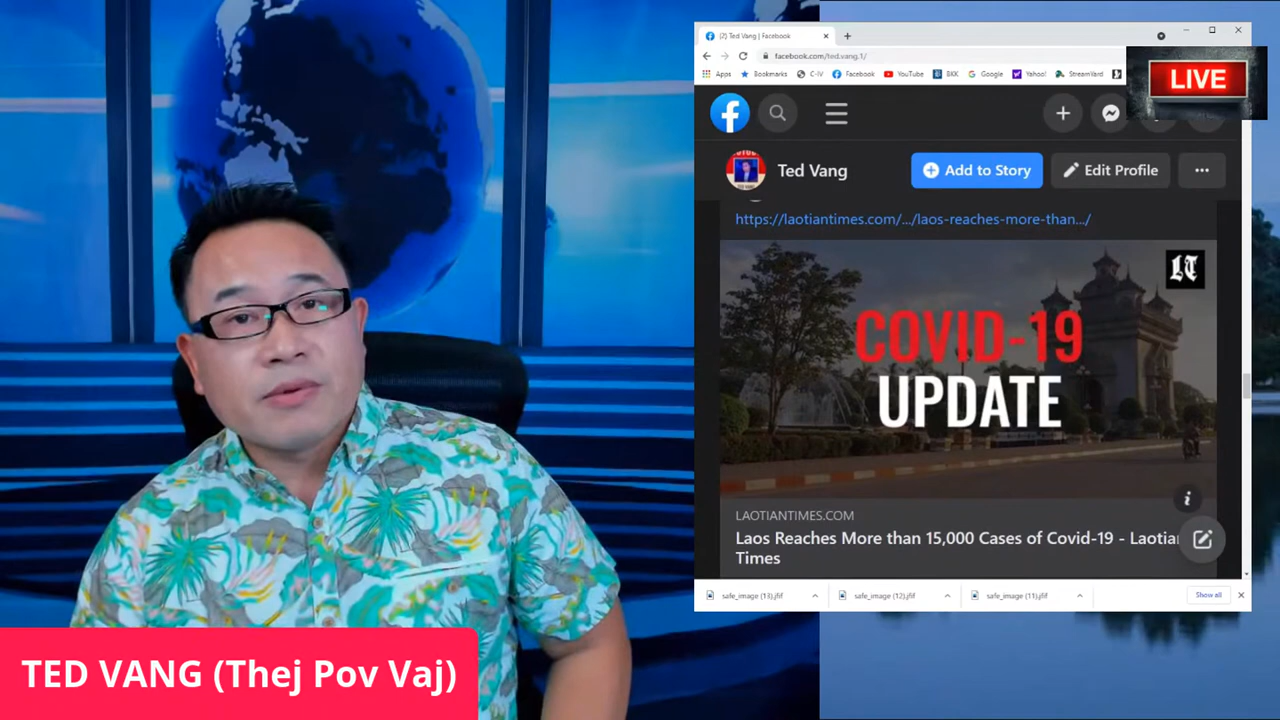 (2) Ted Vang | Facebook
facebook.com/ted.vang.1/
Apps
Bookmarks
C-IV
Facebook
YouTube
BKK
Google
Yahoo!
StreamYard
LIVE
Ted Vang
Add to Story
Edit Profile
https://laotiantimes.com/.../laos-reaches-more-than.../
LT
COVID-19
UPDATE
LAOTIANTIMES.COM
Laos Reaches More than 15,000 Cases of Covid-19 - Laotian
Times
safe_image (13).jfif
safe_image (12).jfif
safe_image (11).jfif
Show all
TED VANG (Thej Pov Vaj)